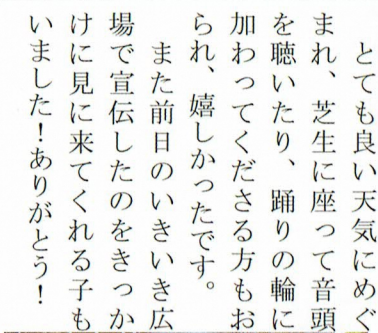 とても良い天気にめぐ
まれ、芝生に座って音頭
を聴いたり、踊りの輪に
加わってくださる方もお
られ、嬉しかったです。
また前日のいきいき広
場で宣伝したのをきっか
けに見に来てくれる子も
いました！ありがとう！